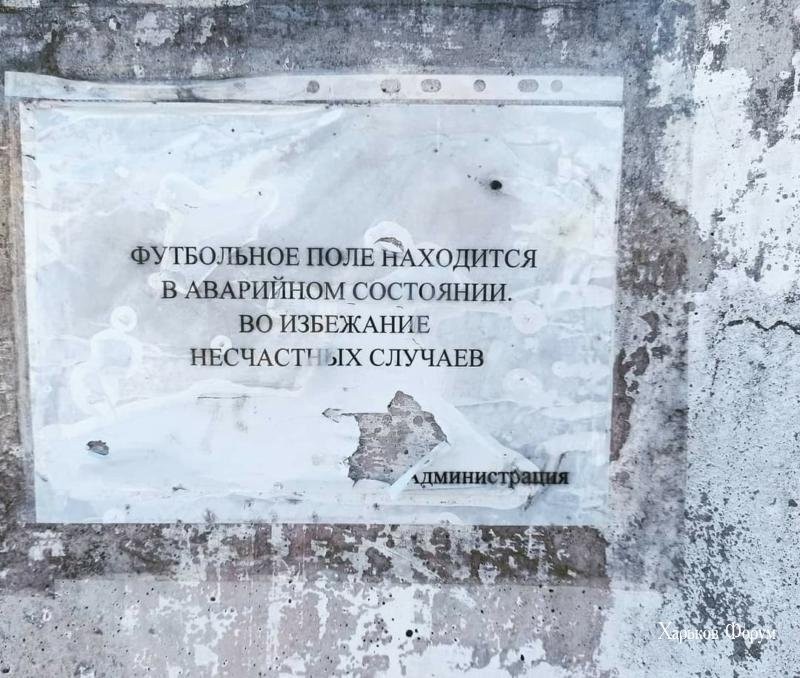 ФУТБОЛЬНОЕ ПОЛЕ НАХОДИТСЯ
В АВАРИЙНОМ СОСТОЯНИИ.
ВО ИЗБЕЖАНИЕ
НЕСЧАСТНЫХ СЛУЧАЕВ
Администрация
Харьков Форум